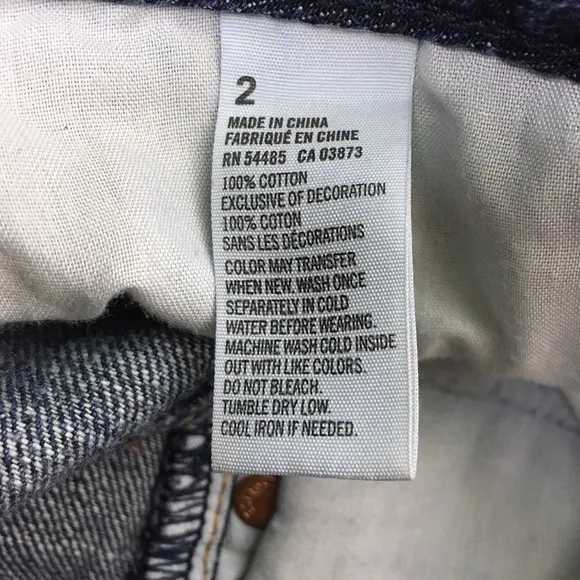 2
MADE IN CHINA
FABRIQUÉ EN CHINE
RN 54485 CA 03873
100% COTTON
EXCLUSIVE OF DECORATION
100% COTON
SANS LES DÉCORATIONS
COLOR MAY TRANSFER
WHEN NEW. WASH ONCE
SEPARATELY IN COLD
WATER BEFORE WEARING.
MACHINE WASH COLD INSIDE
OUT WITH LIKE COLORS.
DO NOT BLEACH.
TUMBLE DRY LOW.
COOL IRON IF NEEDED.